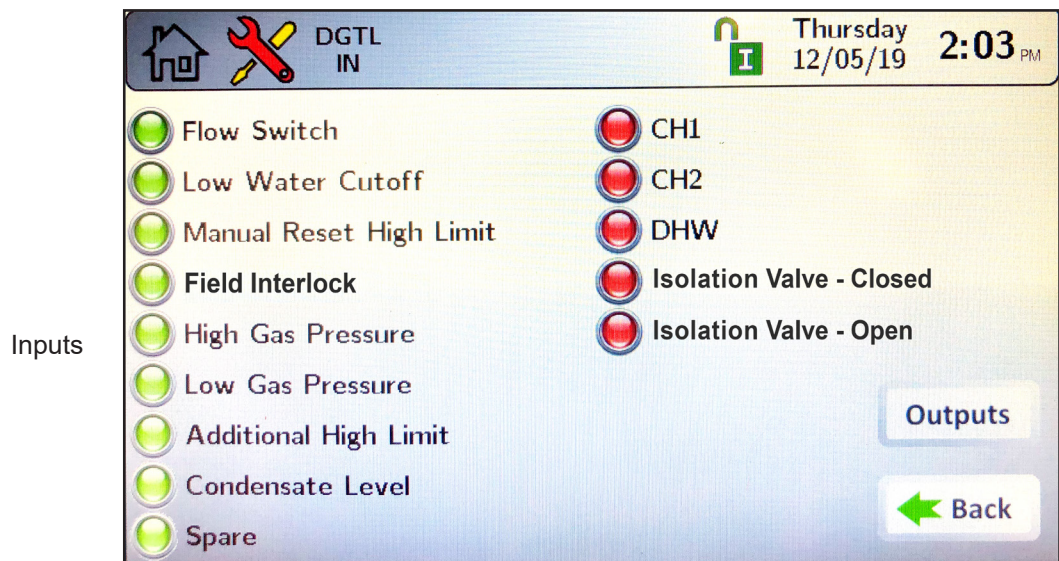 DGTL
IN
Thursday
12/05/19
2:03 PM
I
Flow Switch
Low Water Cutoff
Manual Reset High Limit
Field Interlock
High Gas Pressure
Low Gas Pressure
Additional High Limit
Condensate Level
Spare
CH1
CH2
DHW
Isolation Valve - Closed
Isolation Valve - Open
Inputs
Outputs
Back